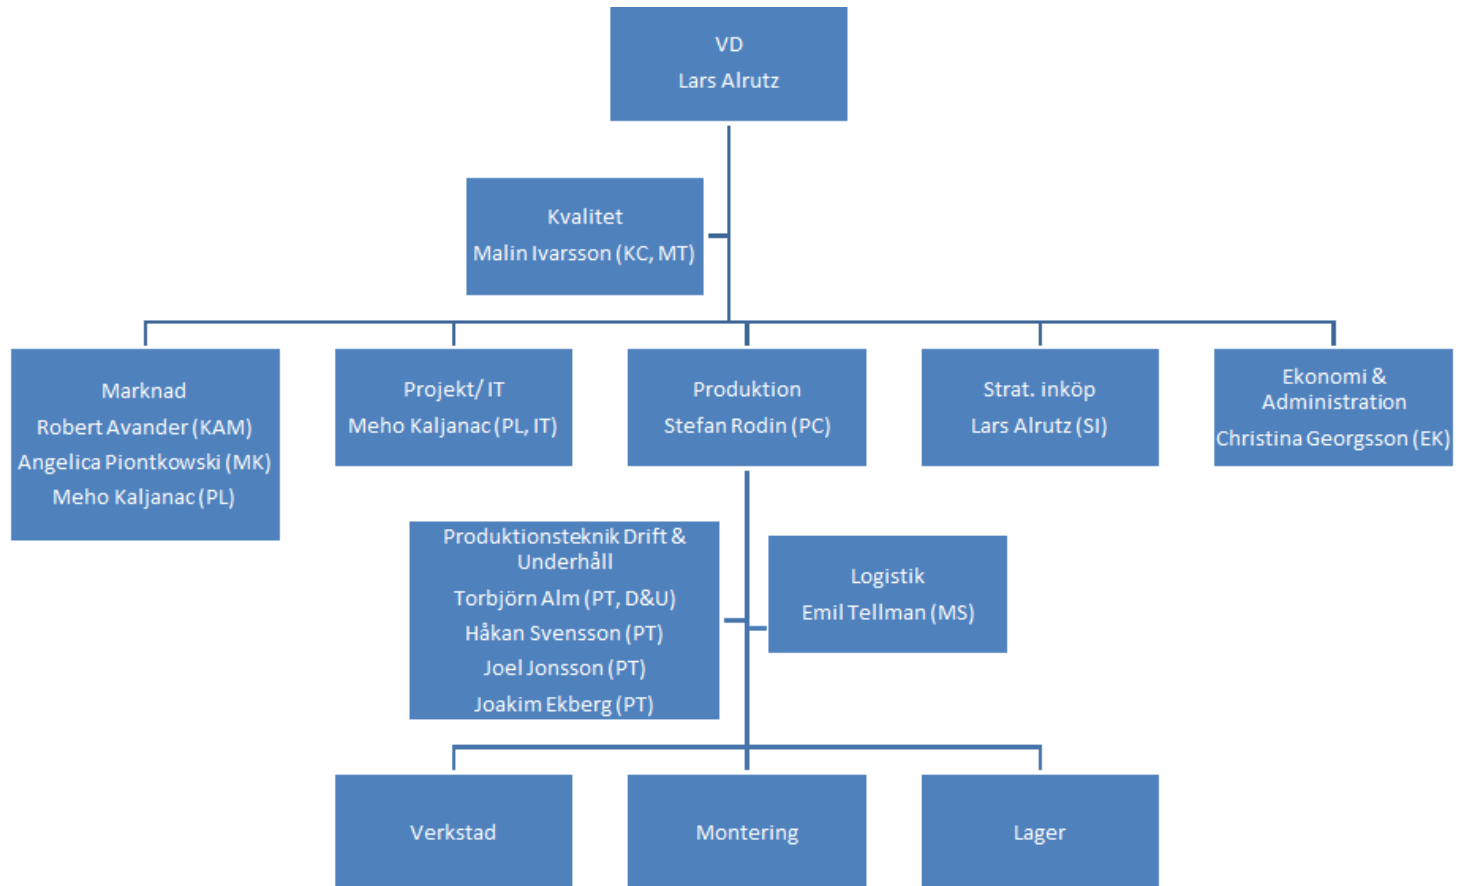 VD
Lars Alrutz
Kvalitet
Malin Ivarsson (KC, MT)
Marknad
Robert Avander (KAM)
Angelica Piontkowski (MK)
Meho Kaljanac (PL)
Projekt/ IT
Meho Kaljanac (PL, IT)
Produktion
Stefan Rodin (PC)
Strat. inköp
Lars Alrutz (SI)
Ekonomi &
Administration
Christina Georgsson (EK)
Produktionsteknik Drift &
Underhåll
Torbjörn Alm (PT, D&U)
Håkan Svensson (PT)
Joel Jonsson (PT)
Joakim Ekberg (PT)
Logistik
Emil Tellman (MS)
Verkstad
Montering
Lager